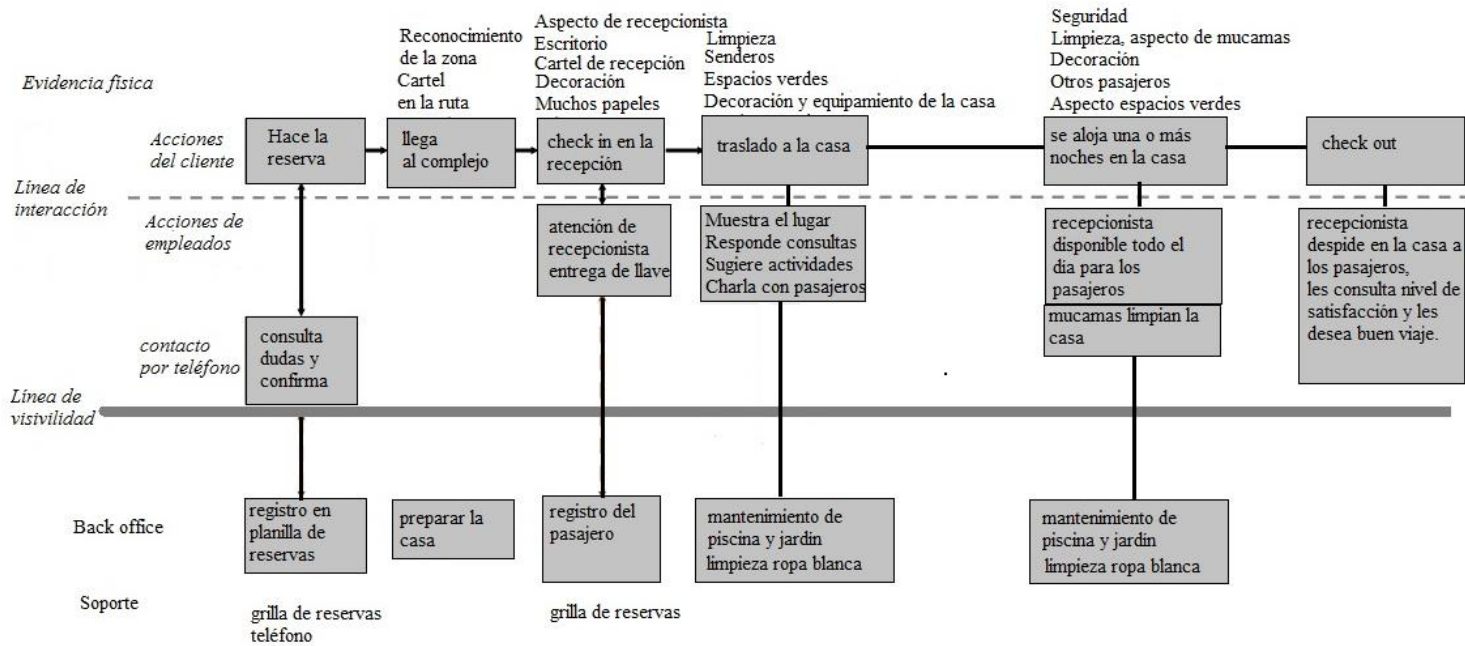 Evidencia física
Reconocimiento
de la zona
Cartel
en la ruta
Aspecto de recepcionista
Escritorio
Cartel de recepción
Decoración
Muchos papeles
Limpieza
Senderos
Espacios verdes
Decoración y equipamiento de la casa
Seguridad
Limpieza, aspecto de mucamas
Decoración
Otros pasajeros
Aspecto espacios verdes
Acciones
del cliente
Hace la
reserva
llega
al complejo
check in en la
recepción
traslado a la casa
se aloja una o más
noches en la casa
check out
Línea de
interacción
Acciones de
empleados
atención de
recepcionista
entrega de llave
Muestra el lugar
Responde consultas
Sugiere actividades
Charla con pasajeros
recepcionista
disponible todo el
dia para los
pasajeros
mucamas limpian la
casa
recepcionista
despide en la casa a
los pasajeros,
les consulta nivel de
satisfacción y les
desea buen viaje.
contacto
por teléfono
consulta
dudas y
confirma
Línea de
visivilidad
Back office
registro en
planilla de
reservas
preparar la
casa
registro del
pasajero
mantenimiento de
piscina y jardín
limpieza ropa blanca
mantenimiento de
piscina y jardín
limpieza ropa blanca
Soporte
grilla de reservas
teléfono
grilla de reservas